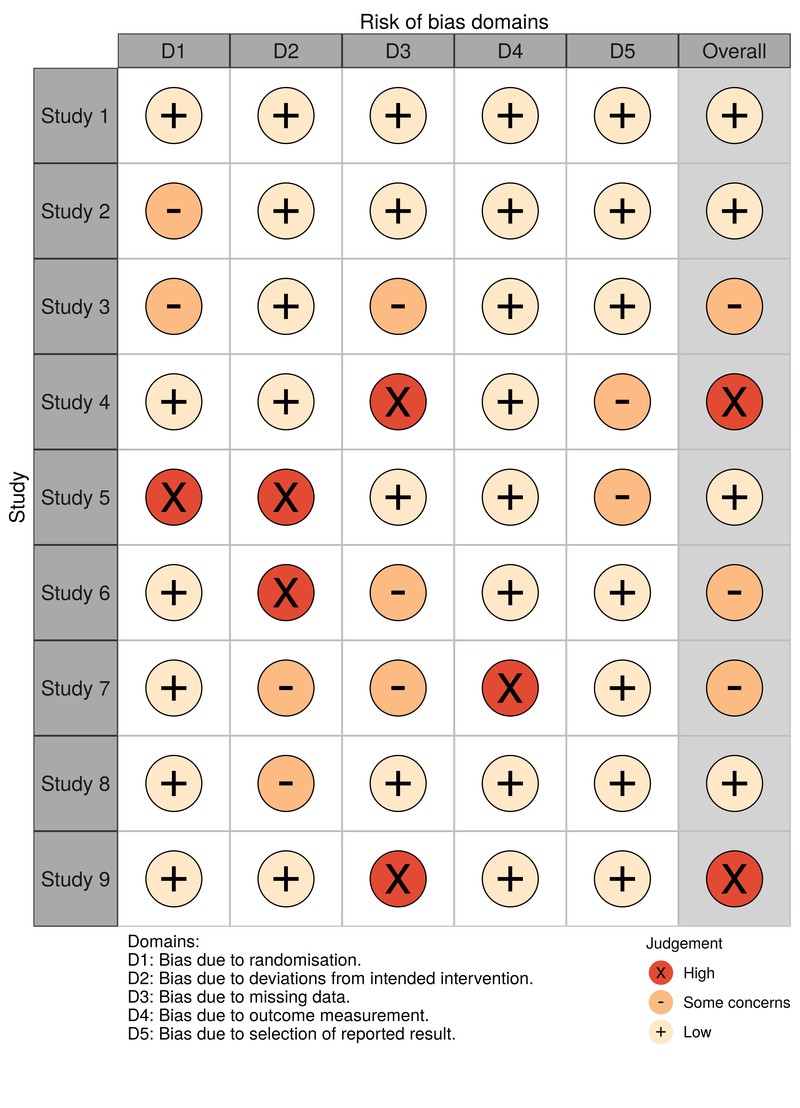 Risk of bias domains
D1 D2 D3 D4 D5 Overall
Study 1 + + + + + +
Study 2 - + + + + +
Study 3 - + - + + -
Study 4 + + X + - X
Study 5 X X + + - +
Study 6 + X - + + -
Study 7 + - - X + -
Study 8 + - + + + +
Study 9 + + X + + X
Study
Domains:
D1: Bias due to randomisation.
D2: Bias due to deviations from intended intervention.
D3: Bias due to missing data.
D4: Bias due to outcome measurement.
D5: Bias due to selection of reported result.
Judgement
X High
- Some concerns
+ Low